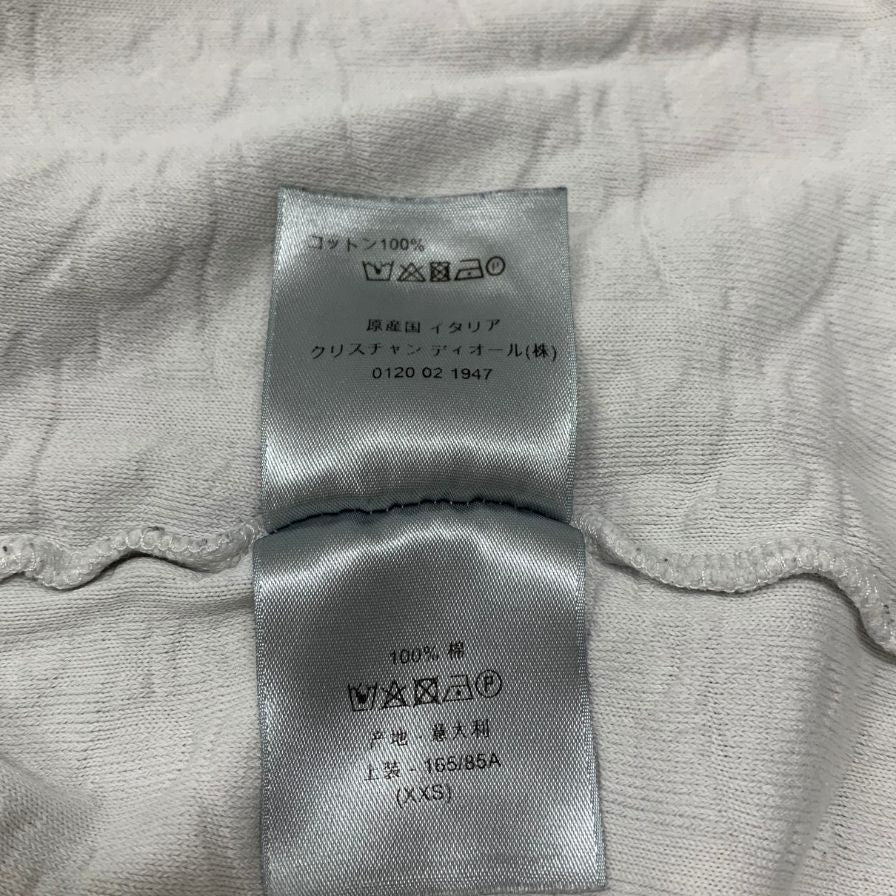 コットン100%
原産国 イタリア
クリスチャン ディオール(株)
0120 02 1947
100% 棉
产地 - 意大利
上装 - 165/85A
(XXS)